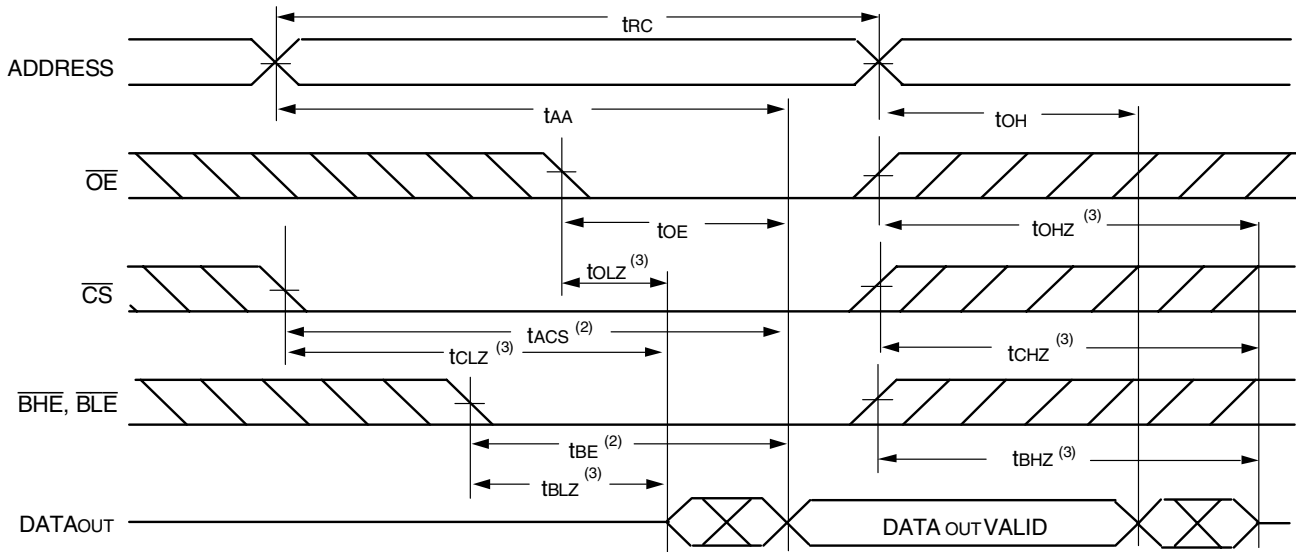 tRC
ADDRESS
tAA
tOH
OE
tOE
tOHZ (3)
tOLZ (3)
CS
tACS (2)
tCLZ (3)
tCHZ (3)
BHE, BLE
tBE (2)
tBHZ (3)
tBLZ (3)
DATAOUT
DATA OUT VALID